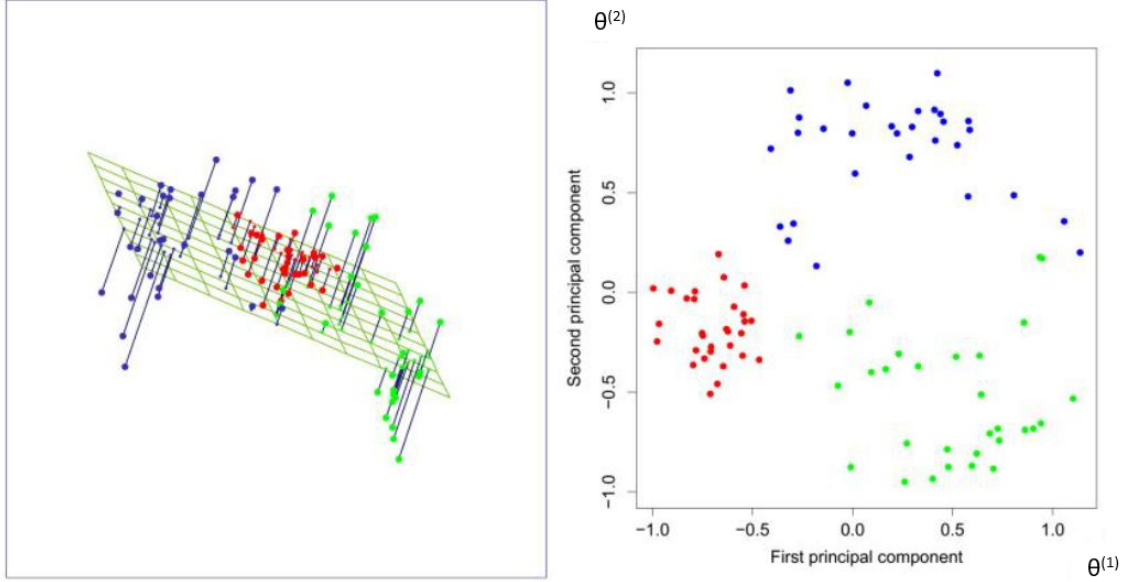 θ(2)
1.0
0.5
0.0
−0.5
−1.0
Second principal component
−1.0 −0.5 0.0 0.5 1.0
First principal component
θ(1)